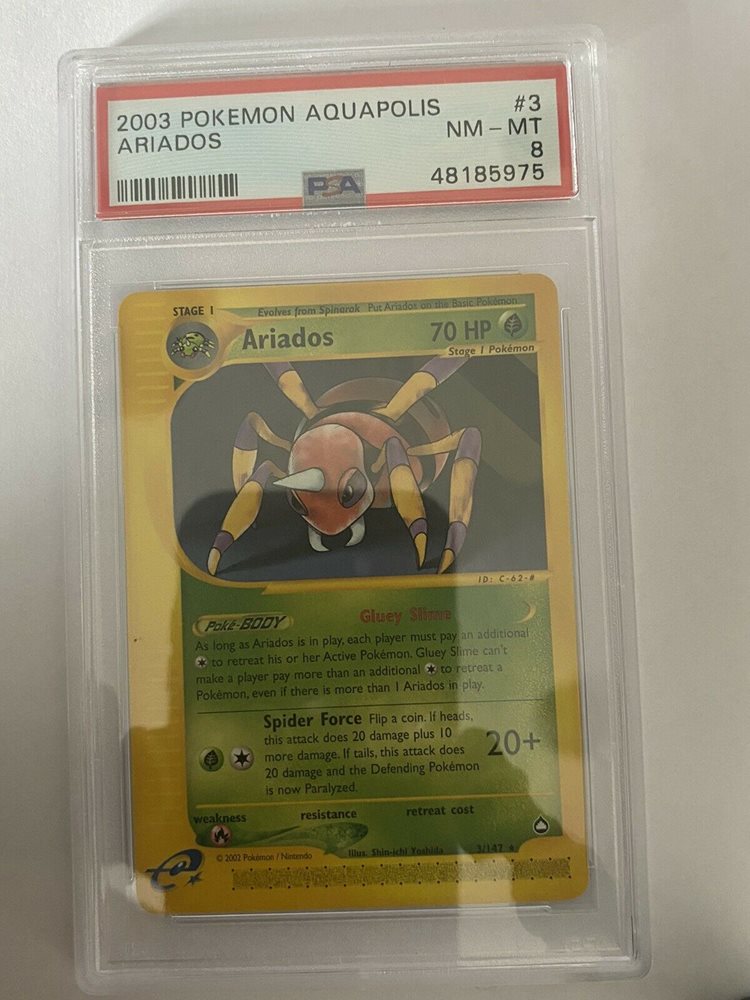 2003 POKEMON AQUAPOLIS #3
ARIADOS NM - MT
8
PSA 48185975
STAGE 1 Evolves from Spinarak Put Ariados on the Basic Pokémon
Ariados 70 HP
Stage 1 Pokémon
ID: C-62-#
Poké-BODY Gluey Slime
As long as Ariados is in play, each player must pay an additional
to retreat his or her Active Pokémon. Gluey Slime can't
make a player pay more than an additional to retreat a
Pokémon, even if there is more than 1 Ariados in play.
Spider Force Flip a coin. If heads,
this attack does 20 damage plus 10
more damage. If tails, this attack does
20 damage and the Defending Pokémon
is now Paralyzed.
20+
weakness resistance retreat cost
Illus. Shin-ichi Yoshida 3/147 ★
© 2002 Pokémon / Nintendo
e